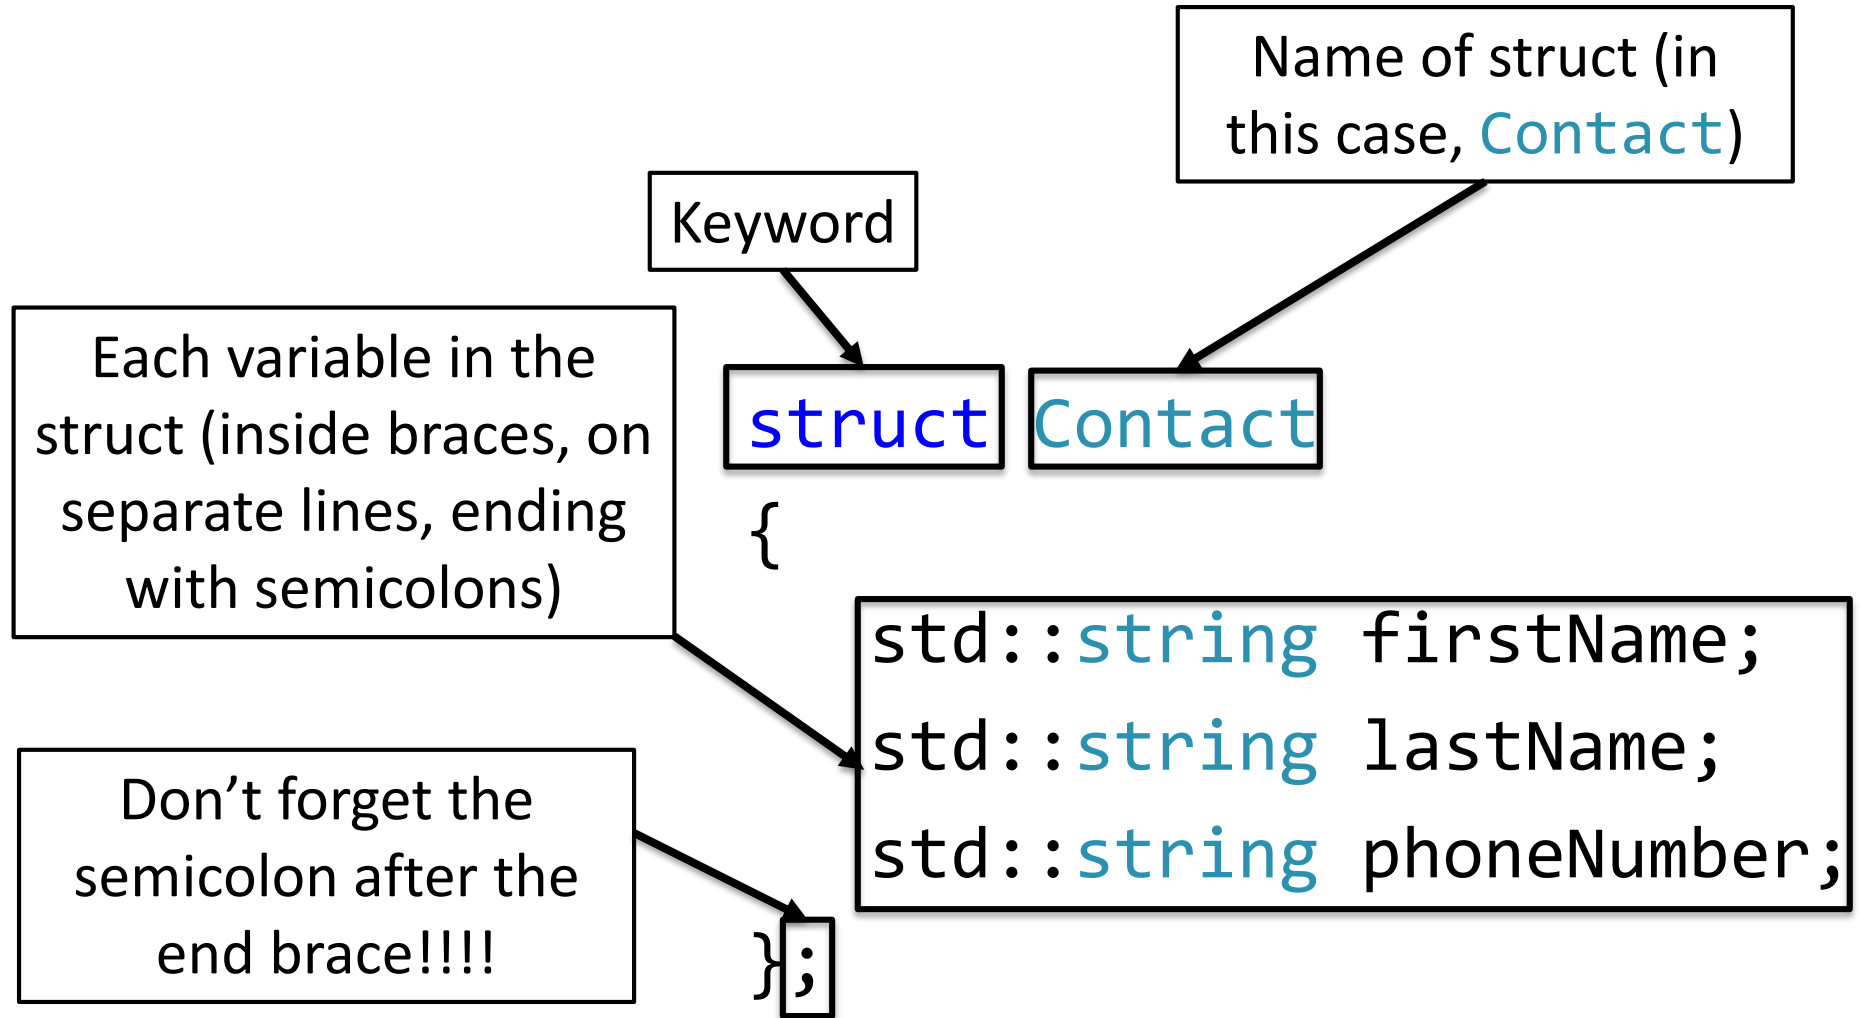 Name of struct (in
this case, Contact)
Keyword
Each variable in the
struct (inside braces, on
separate lines, ending
with semicolons)
struct Contact
{
std::string firstName;
std::string lastName;
std::string phoneNumber;
Don’t forget the
semicolon after the
end brace!!!!
};